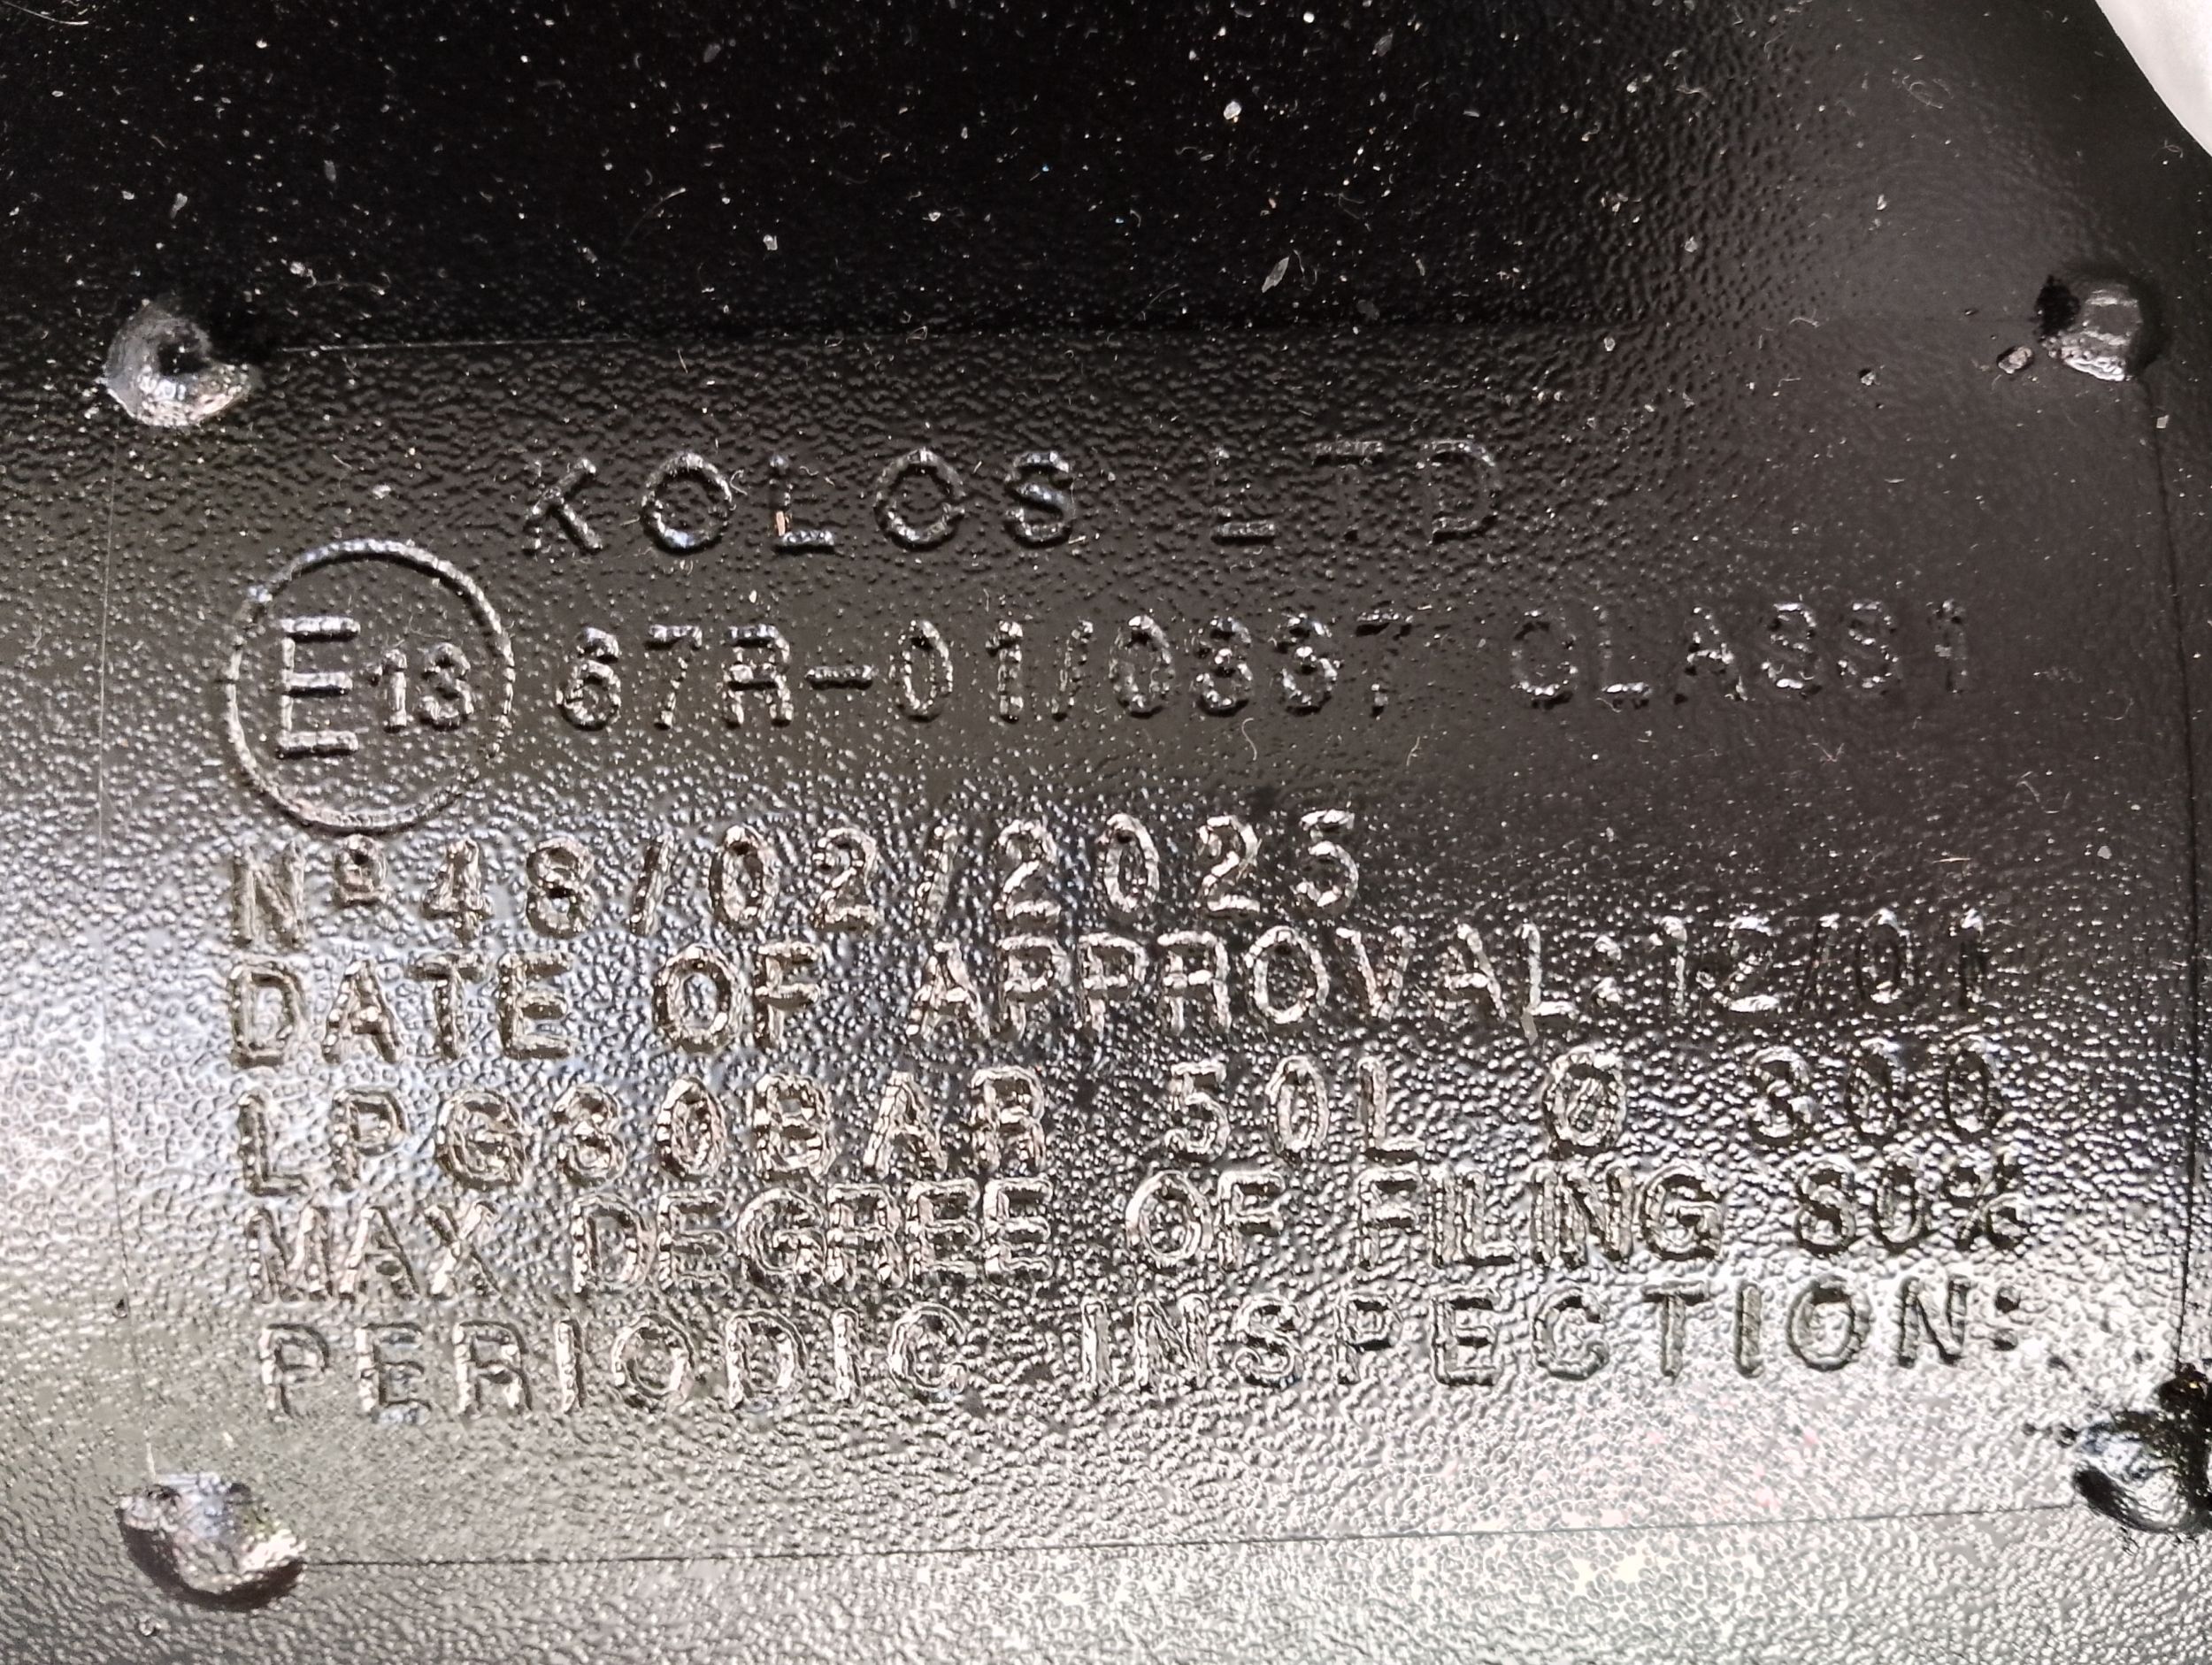 KOLOS LTD
E13 67R-01/0337 CLASS1
Nº48/02/2025
DATE OF APPROVAL:12/01
LPG30BAR 50L Ø 300
MAX DEGREE OF FILING 80%
PERIODIC INSPECTION: